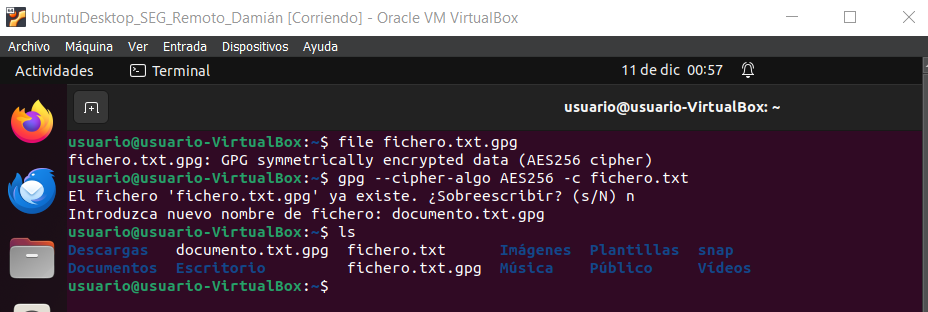 UbuntuDesktop_SEG_Remoto_Damián [Corriendo] - Oracle VM VirtualBox
Archivo Máquina Ver Entrada Dispositivos Ayuda
Actividades Terminal 11 de dic 00:57
usuario@usuario-VirtualBox: ~
usuario@usuario-VirtualBox:~$ file fichero.txt.gpg
fichero.txt.gpg: GPG symmetrically encrypted data (AES256 cipher)
usuario@usuario-VirtualBox:~$ gpg --cipher-algo AES256 -c fichero.txt
El fichero 'fichero.txt.gpg' ya existe. ¿Sobreescribir? (s/N) n
Introduzca nuevo nombre de fichero: documento.txt.gpg
usuario@usuario-VirtualBox:~$ ls
Descargas documento.txt.gpg fichero.txt Imágenes Plantillas snap
Documentos Escritorio fichero.txt.gpg Música Público Vídeos
usuario@usuario-VirtualBox:~$